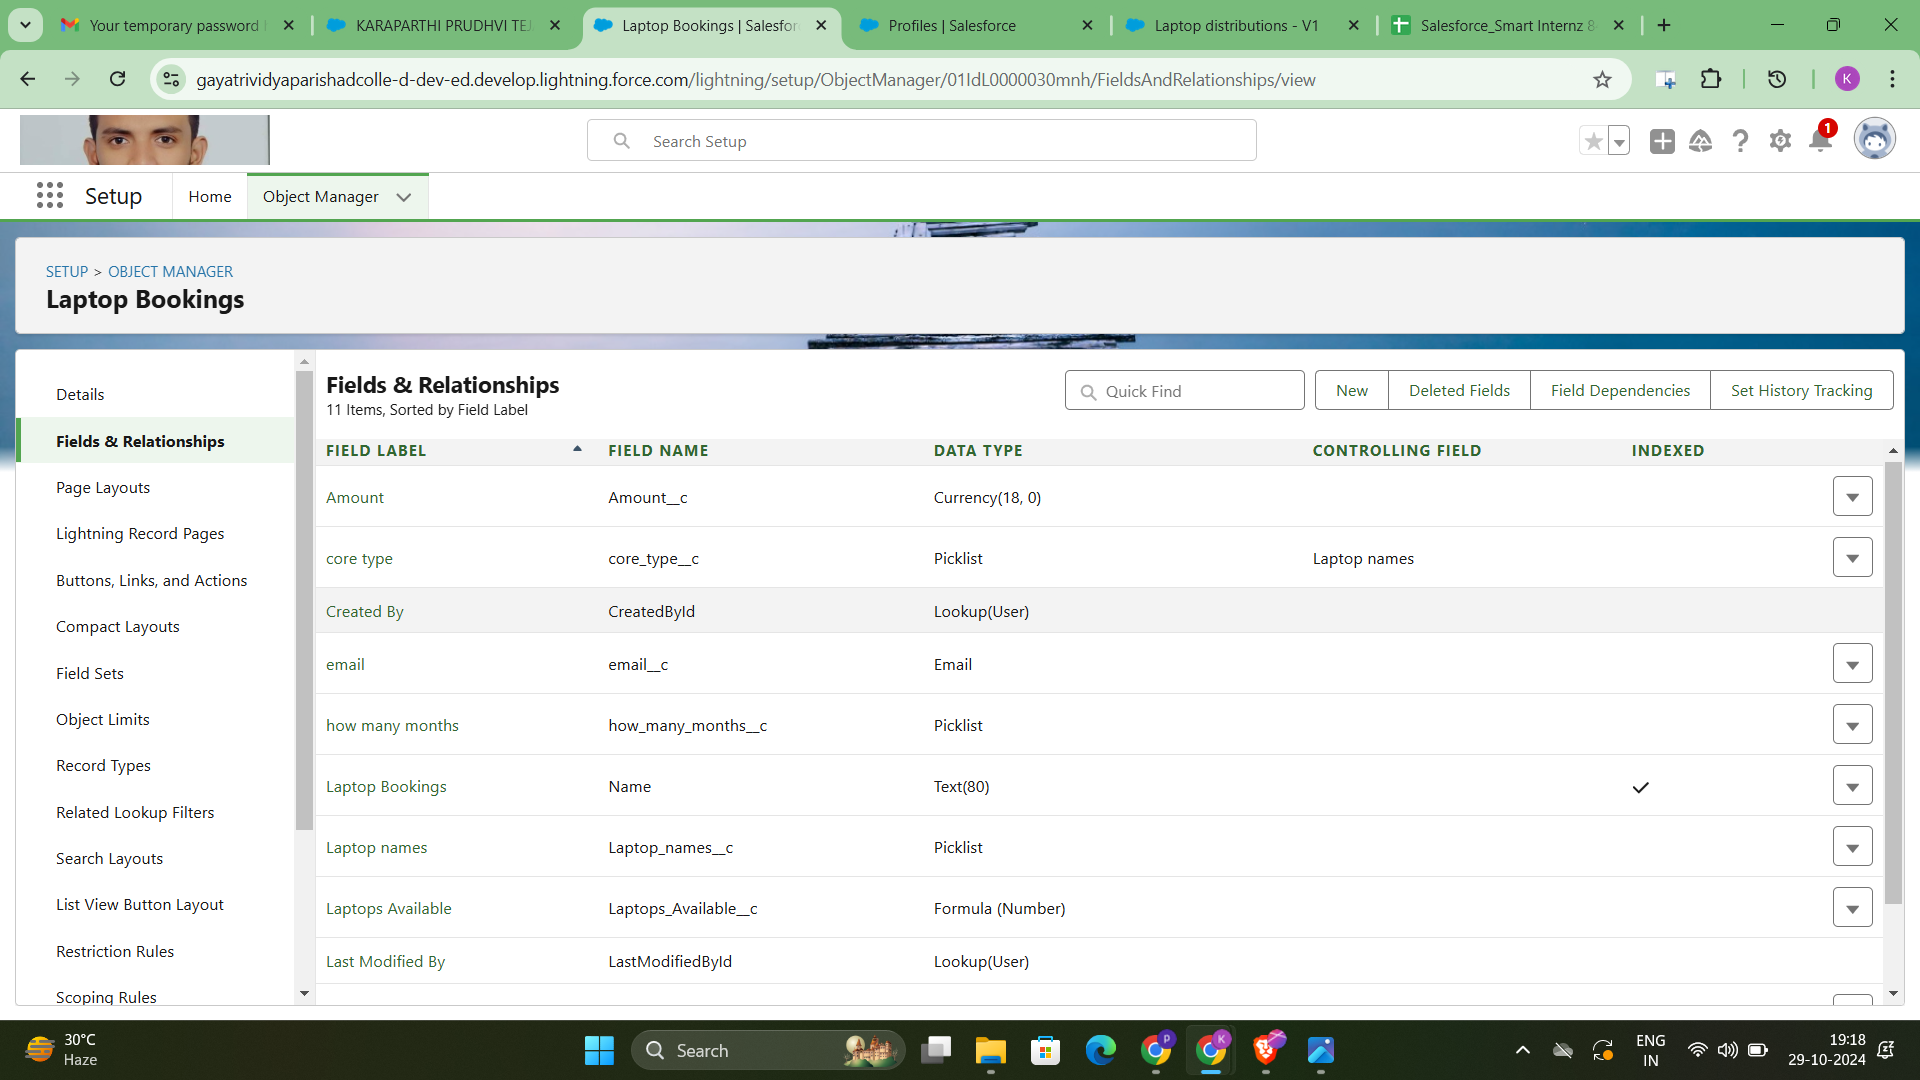 Your temporary password
KARAPARTHI PRUDHVI TEJ
Laptop Bookings | Salesfor
Profiles | Salesforce
Laptop distributions - V1
Salesforce_Smart Internz 8
gayatrividyaparishadcolle-d-dev-ed.develop.lightning.force.com/lightning/setup/ObjectManager/01IdL0000030mnh/FieldsAndRelationships/view
K
Search Setup
1
Setup
Home
Object Manager
SETUP > OBJECT MANAGER
Laptop Bookings
Details
Fields & Relationships
Page Layouts
Lightning Record Pages
Buttons, Links, and Actions
Compact Layouts
Field Sets
Object Limits
Record Types
Related Lookup Filters
Search Layouts
List View Button Layout
Restriction Rules
Scoping Rules
Fields & Relationships
11 Items, Sorted by Field Label
Quick Find
New
Deleted Fields
Field Dependencies
Set History Tracking
FIELD LABEL FIELD NAME DATA TYPE CONTROLLING FIELD INDEXED
Amount Amount__c Currency(18, 0)
core type core_type__c Picklist Laptop names
Created By CreatedById Lookup(User)
email email__c Email
how many months how_many_months__c Picklist
Laptop Bookings Name Text(80)
Laptop names Laptop_names__c Picklist
Laptops Available Laptops_Available__c Formula (Number)
Last Modified By LastModifiedById Lookup(User)
30°C
Haze
Search
P
K
ENG
IN
19:18
29-10-2024